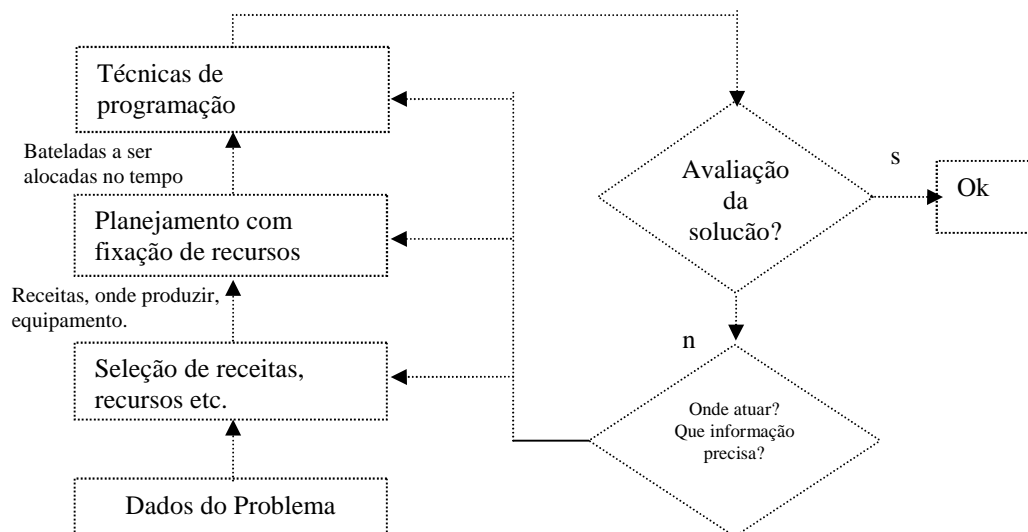 Técnicas de
programação
Bateladas a ser
alocadas no tempo
Planejamento com
fixação de recursos
Receitas, onde produzir,
equipamento.
Seleção de receitas,
recursos etc.
Dados do Problema
Avaliação
da
solucão?
s
Ok
n
Onde atuar?
Que informação
precisa?